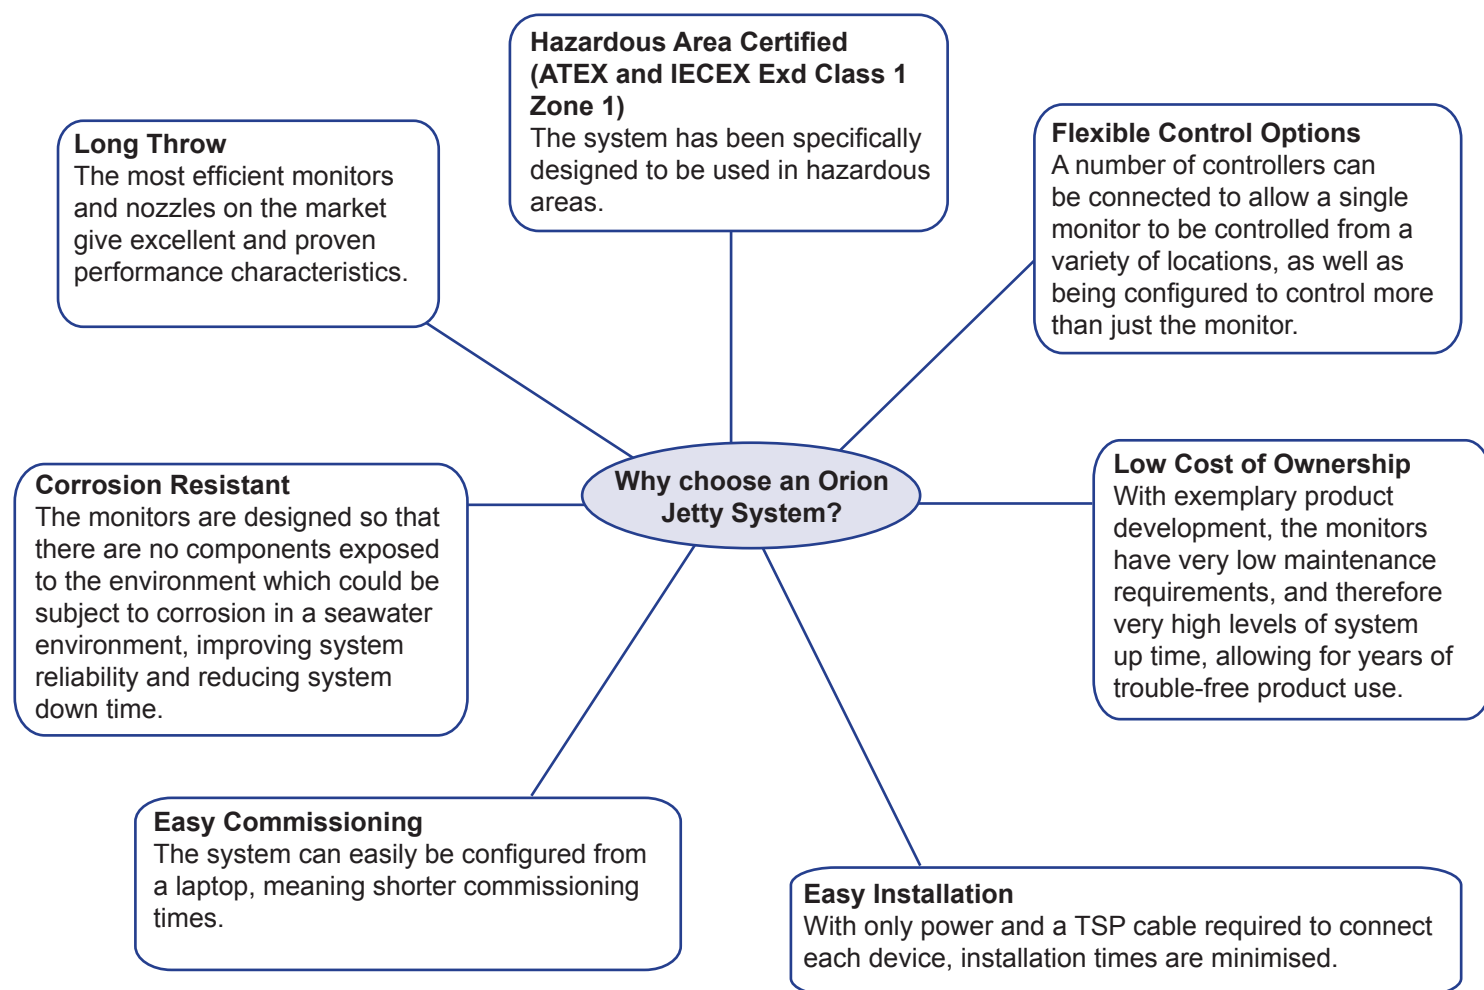 Hazardous Area Certified
(ATEX and IECEX Exd Class 1
Zone 1)
The system has been specifically
designed to be used in hazardous
areas.
Long Throw
The most efficient monitors
and nozzles on the market
give excellent and proven
performance characteristics.
Flexible Control Options
A number of controllers can
be connected to allow a single
monitor to be controlled from a
variety of locations, as well as
being configured to control more
than just the monitor.
Why choose an Orion
Jetty System?
Corrosion Resistant
The monitors are designed so that
there are no components exposed
to the environment which could be
subject to corrosion in a seawater
environment, improving system
reliability and reducing system
down time.
Low Cost of Ownership
With exemplary product
development, the monitors
have very low maintenance
requirements, and therefore
very high levels of system
up time, allowing for years of
trouble-free product use.
Easy Commissioning
The system can easily be configured from
a laptop, meaning shorter commissioning
times.
Easy Installation
With only power and a TSP cable required to connect
each device, installation times are minimised.